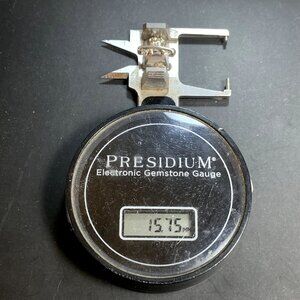 PRESIDIUM®
Electronic Gemstone Gauge
15.75